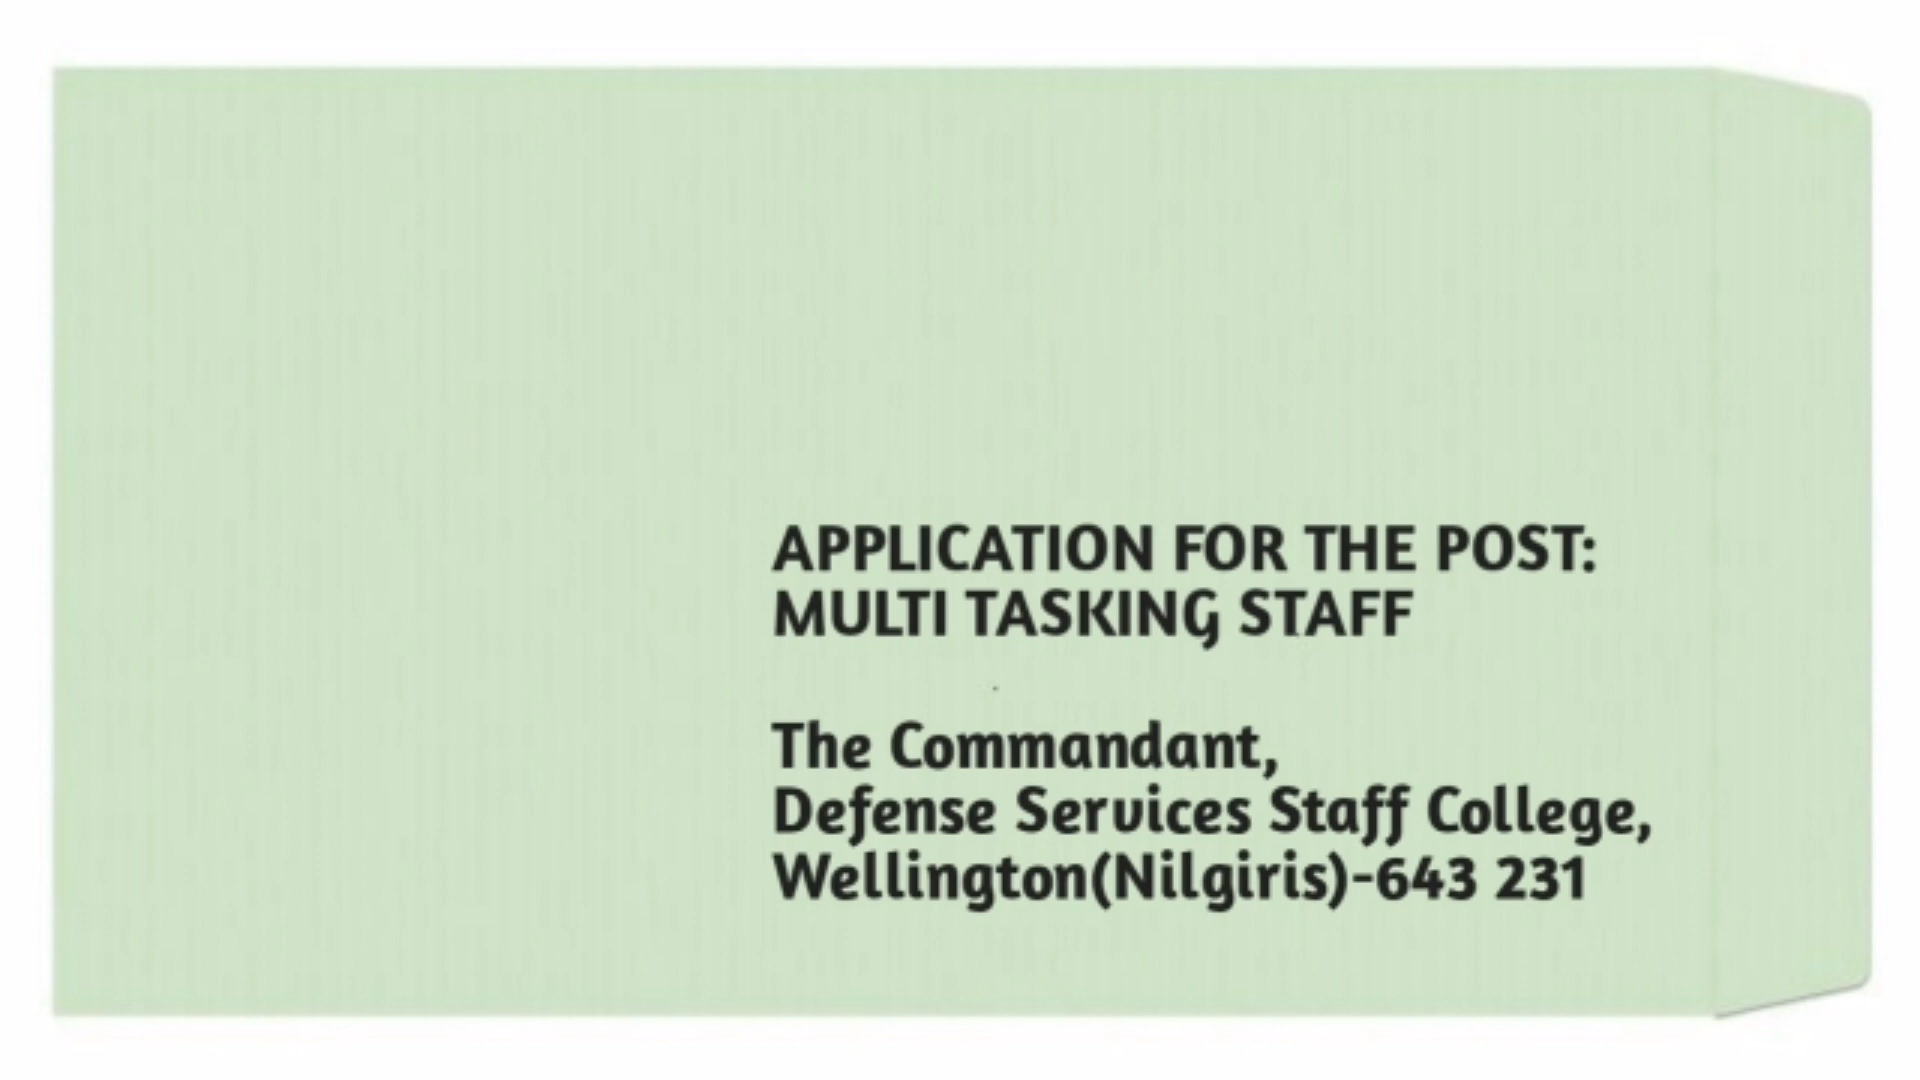 APPLICATION FOR THE POST:
MULTI TASKING STAFF
The Commandant,
Defense Services Staff College,
Wellington(Nilgiris)-643 231